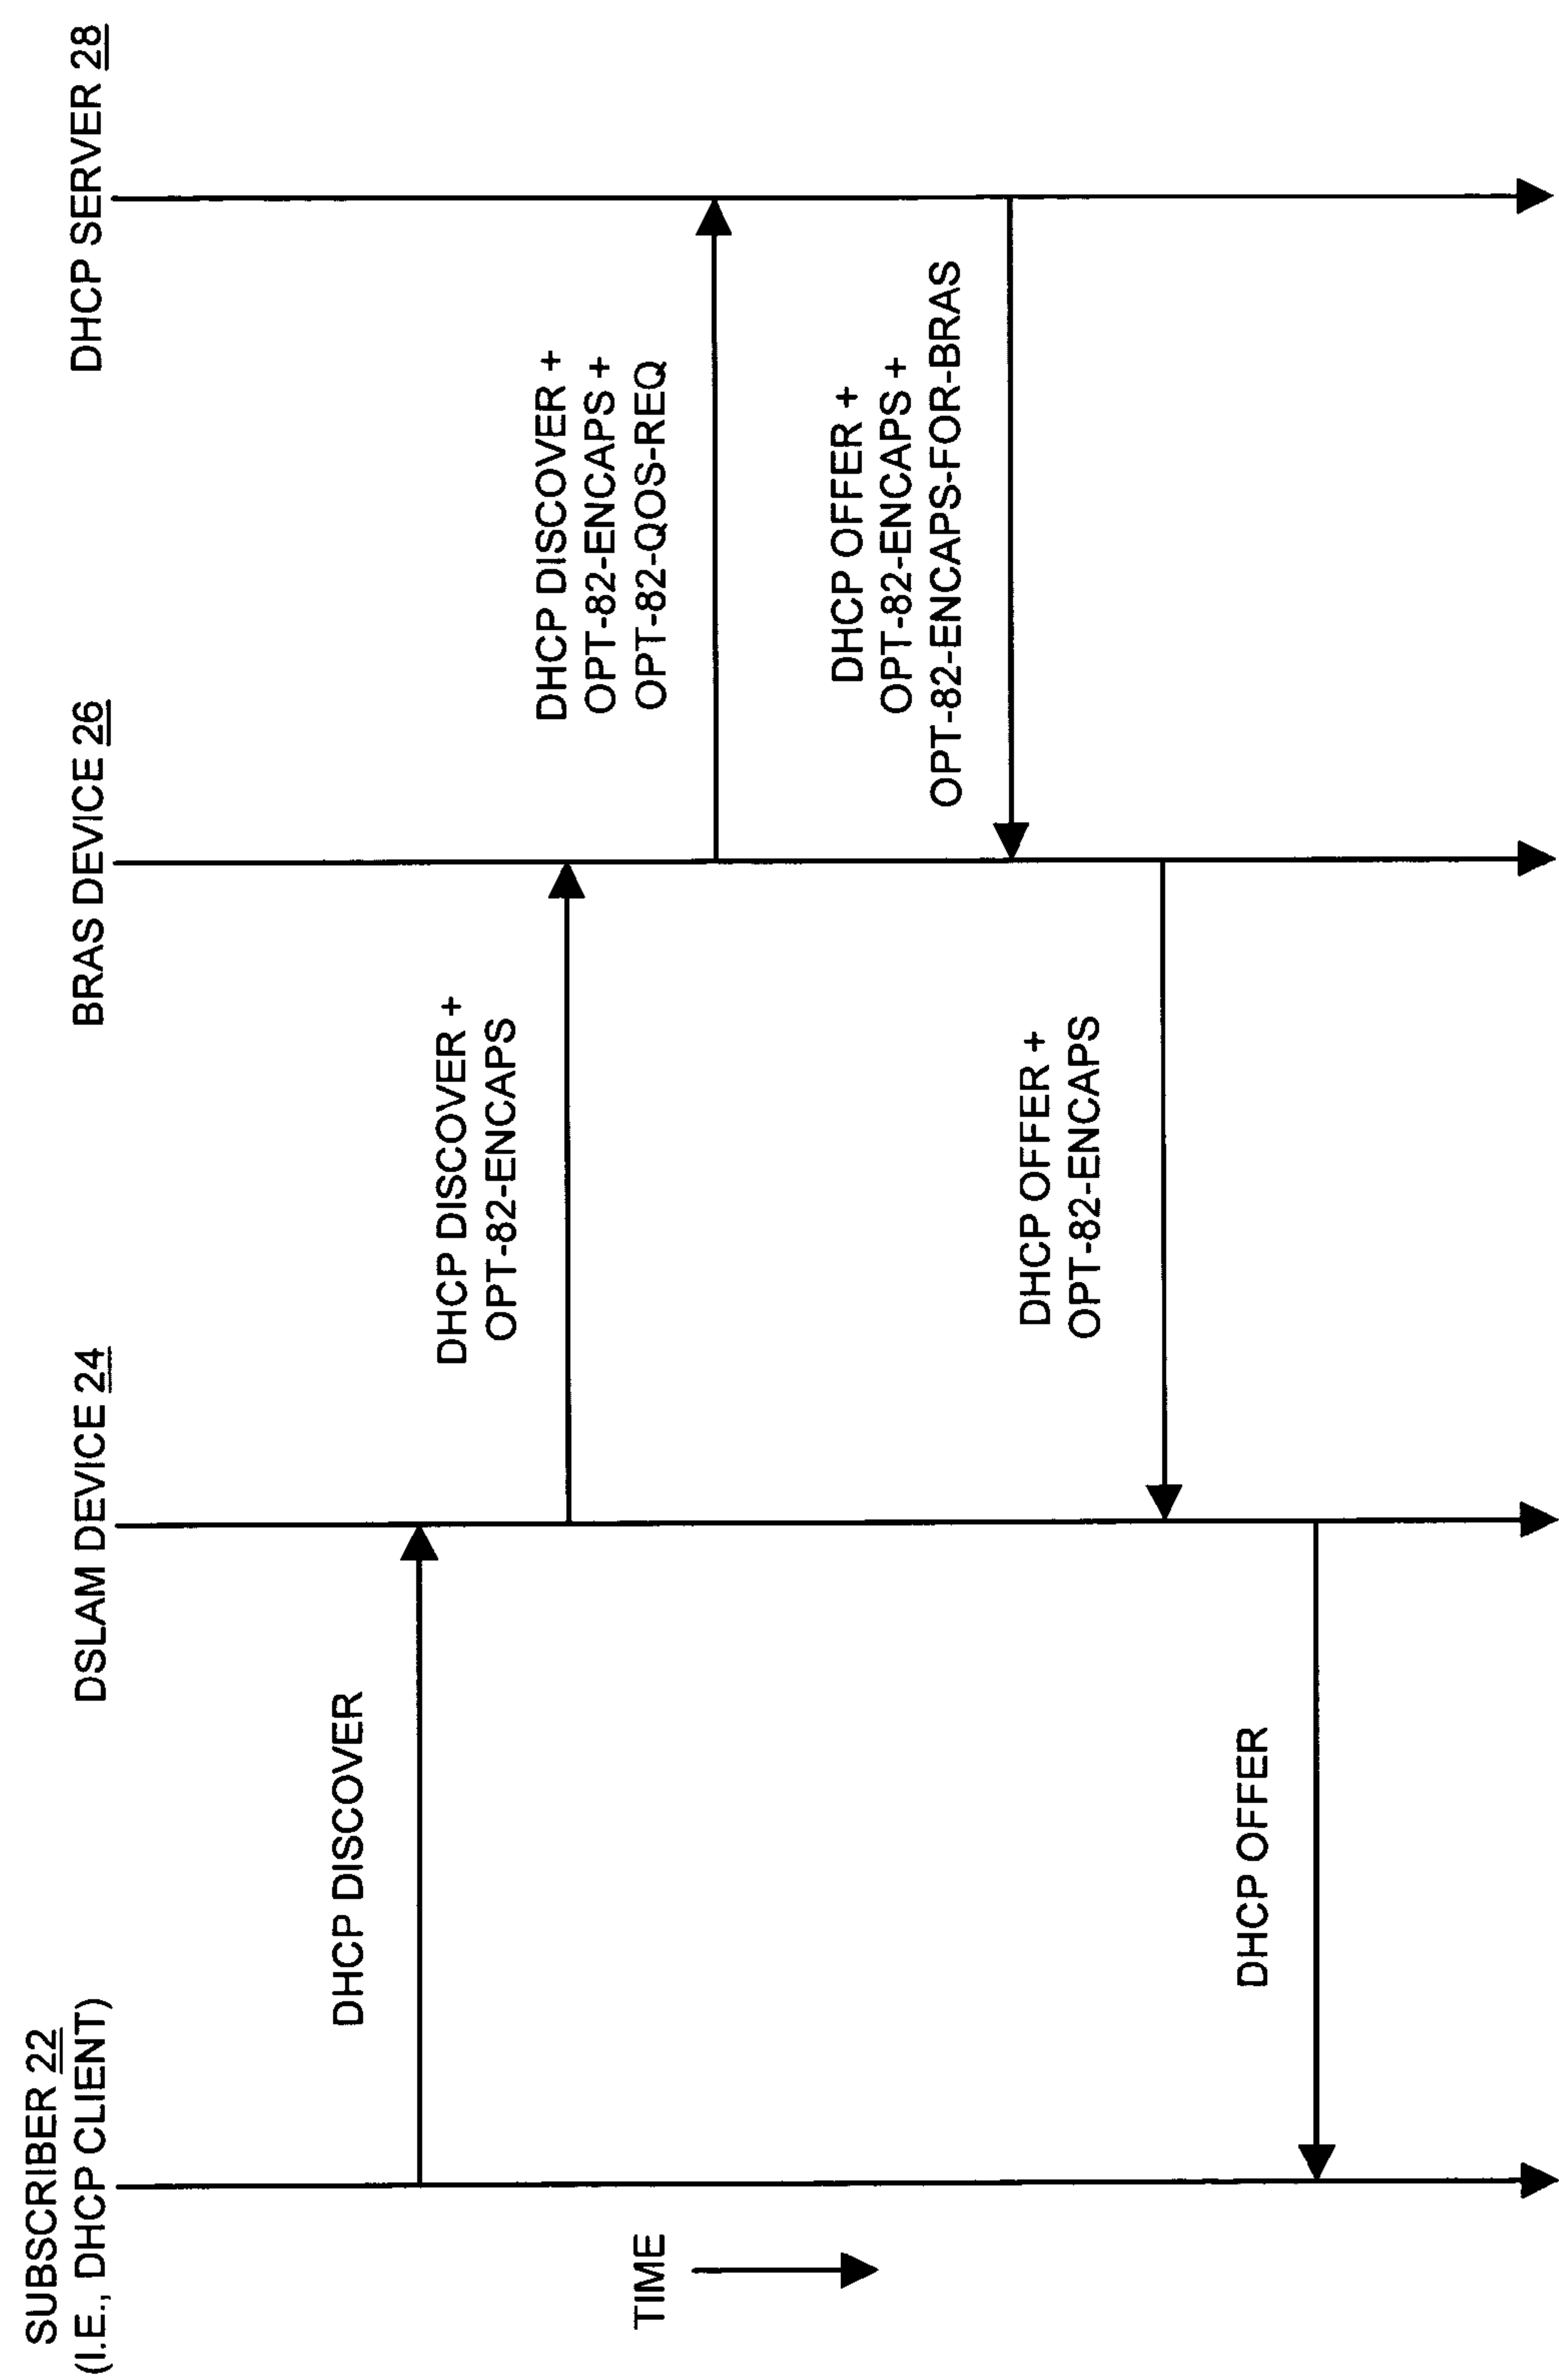 SUBSCRIBER 22
(I.E., DHCP CLIENT)
DSLAM DEVICE 24
BRAS DEVICE 26
DHCP SERVER 28
DHCP DISCOVER
DHCP DISCOVER +
OPT-82-ENCAPS
DHCP DISCOVER +
OPT-82-ENCAPS +
OPT-82-QOS-REQ
TIME
DHCP OFFER +
OPT-82-ENCAPS +
OPT-82-ENCAPS-FOR-BRAS
DHCP OFFER +
OPT-82-ENCAPS
DHCP OFFER